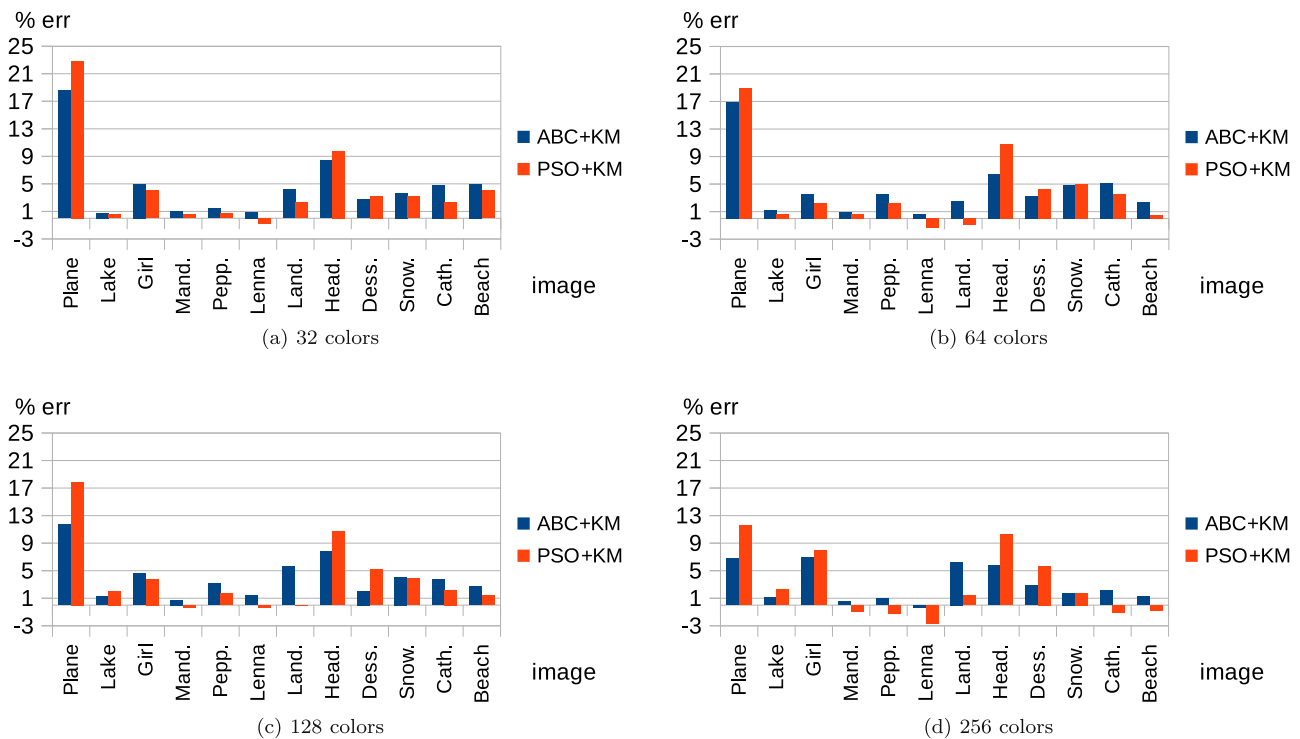 % err
25
21
17
13
9
5
1
-3
ABC+KM
PSO+KM
Plane
Lake
Girl
Mand.
Pepp.
Lenna
Land.
Head.
Dess.
Snow.
Cath.
Beach
image
(a) 32 colors
% err
25
21
17
13
9
5
1
-3
ABC+KM
PSO+KM
Plane
Lake
Girl
Mand.
Pepp.
Lenna
Land.
Head.
Dess.
Snow.
Cath.
Beach
image
(b) 64 colors
% err
25
21
17
13
9
5
1
-3
ABC+KM
PSO+KM
Plane
Lake
Girl
Mand.
Pepp.
Lenna
Land.
Head.
Dess.
Snow.
Cath.
Beach
image
(c) 128 colors
% err
25
21
17
13
9
5
1
-3
ABC+KM
PSO+KM
Plane
Lake
Girl
Mand.
Pepp.
Lenna
Land.
Head.
Dess.
Snow.
Cath.
Beach
image
(d) 256 colors